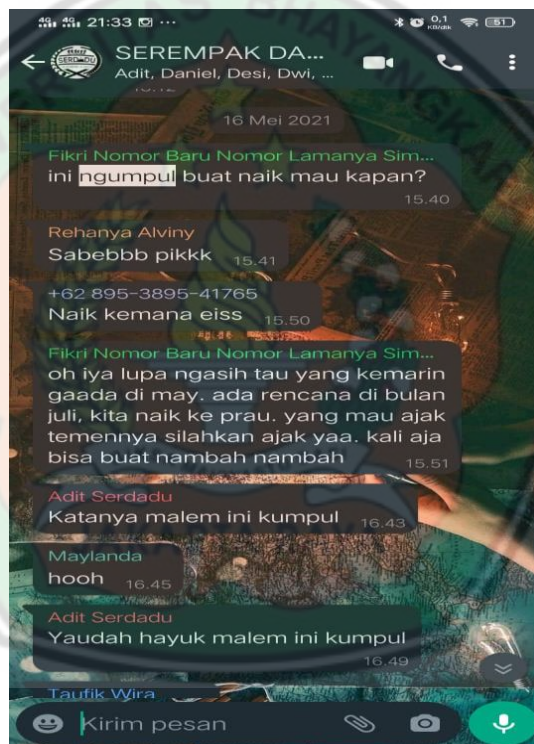 21:33
0,1
KB/dtk
51
SEREMPAK DA...
Adit, Daniel, Desi, Dwi, ...
16 Mei 2021
Fikri Nomor Baru Nomor Lamanya Sim...
ini ngumpul buat naik mau kapan?
15.40
Rehanya Alviny
Sabebbb pikkk 15.41
+62 895-3895-41765
Naik kemana eiss 15.50
Fikri Nomor Baru Nomor Lamanya Sim...
oh iya lupa ngasih tau yang kemarin
gaada di may. ada rencana di bulan
juli, kita naik ke prau. yang mau ajak
temennya silahkan ajak yaa. kali aja
bisa buat nambah nambah 15.51
Adit Serdadu
Katanya malem ini kumpul 16.43
Maylanda
hooh 16.45
Adit Serdadu
Yaudah hayuk malem ini kumpul
16.49
Taufik Wira
Kirim pesan